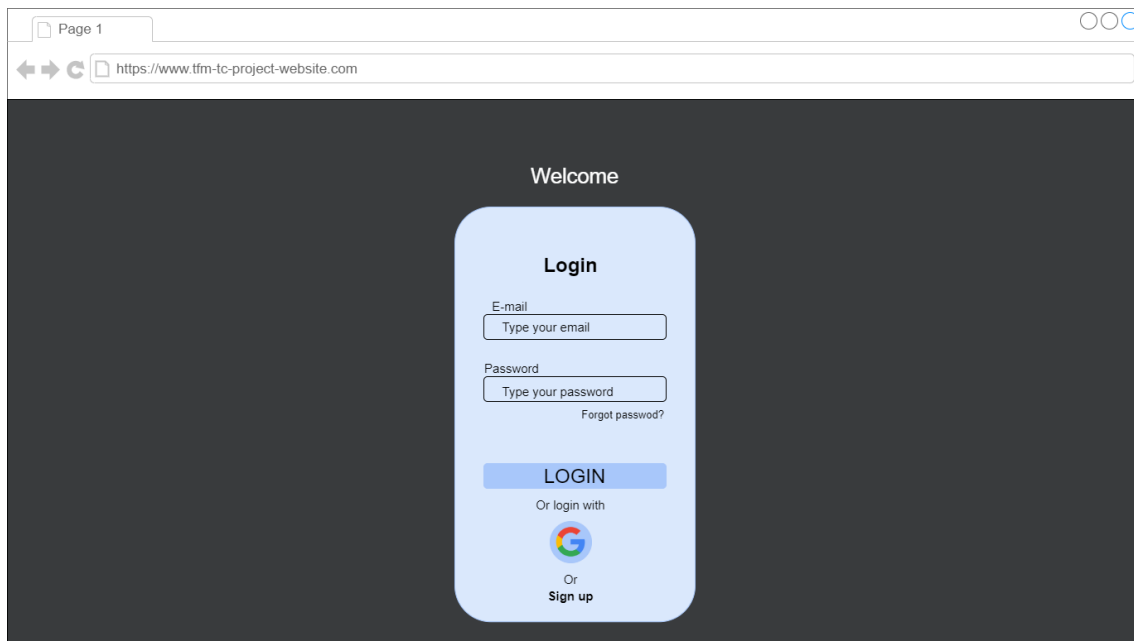 Page 1
https://www.tfm-tc-project-website.com
Welcome
Login
E-mail
Type your email
Password
Type your password
Forgot passwod?
LOGIN
Or login with
Or
Sign up